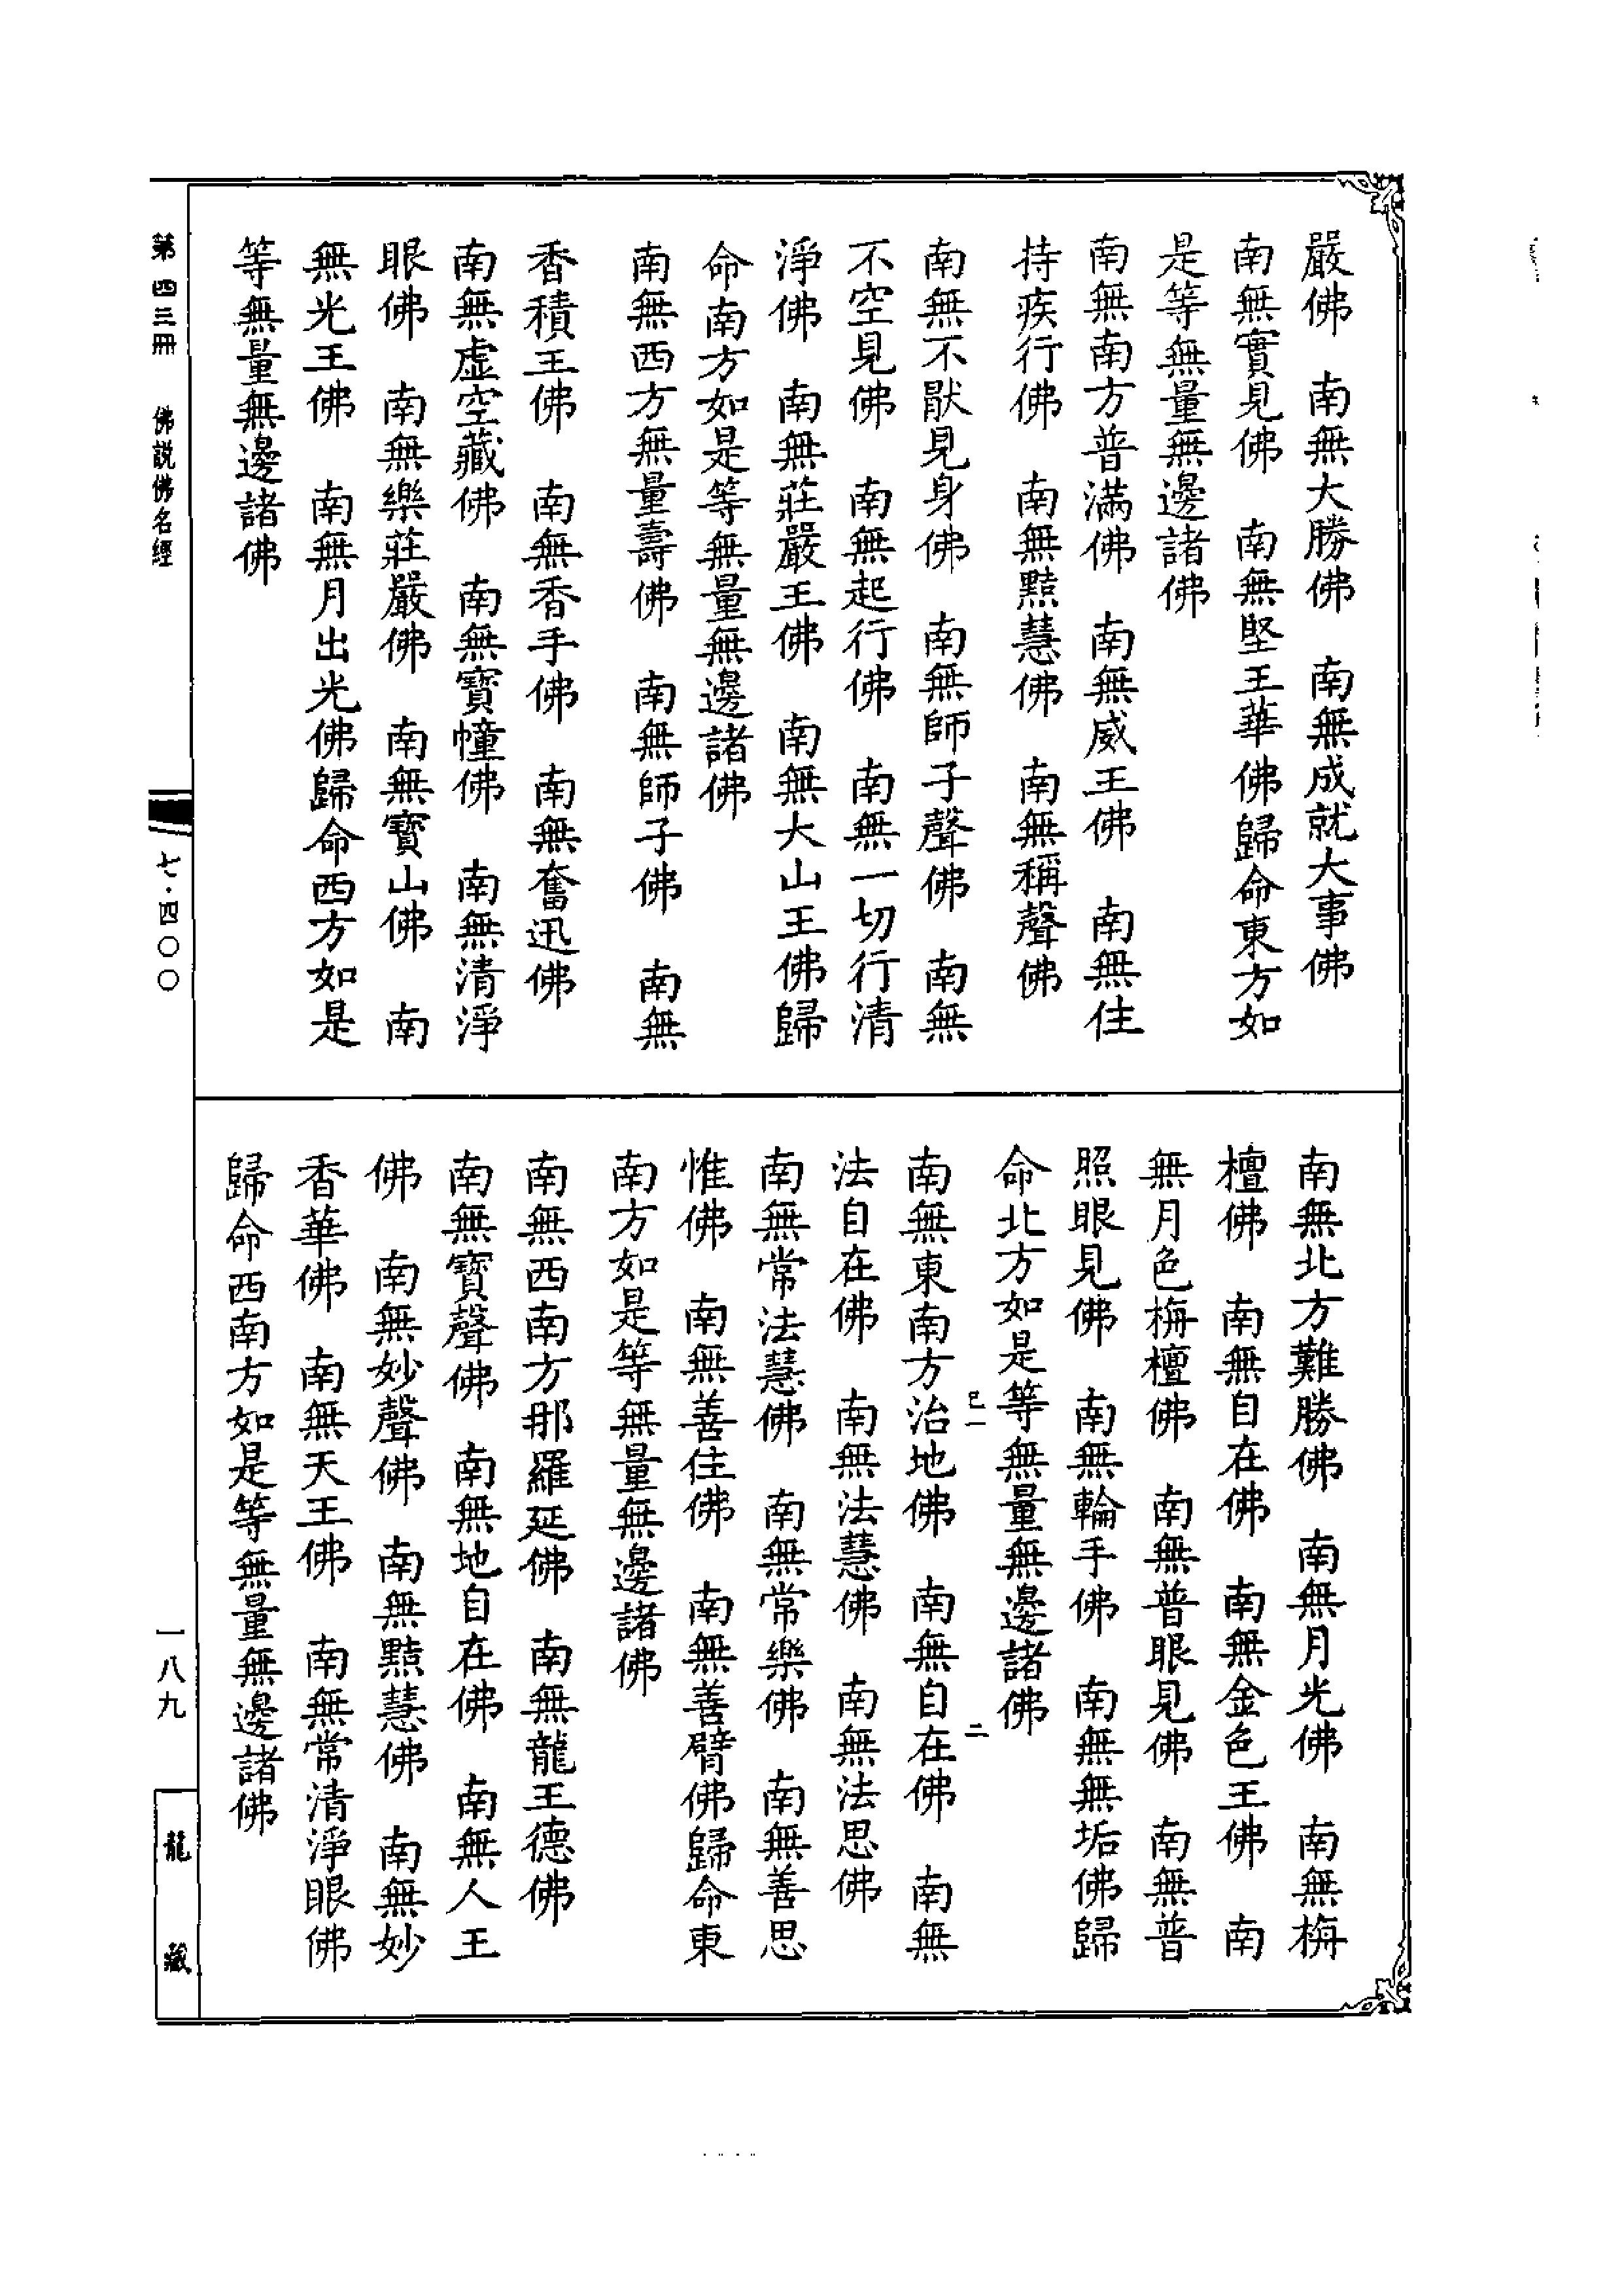 嚴佛　南無大勝佛　南無成就大事佛
南無實見佛　南無堅王華佛歸命東方如
是等無量無邊諸佛
南無南方普滿佛　南無威王佛　南無住
持疾行佛　南無黠慧佛　南無稱聲佛
南無不猒見身佛　南無師子聲佛　南無
不空見佛　南無起行佛　南無一切行清
淨佛　南無莊嚴王佛　南無大山王佛歸
命南方如是等無量無邊諸佛
南無西方無量壽佛　南無師子佛　南無
香積王佛　南無香手佛　南無奮迅佛
南無虛空藏佛　南無寶幢佛　南無清淨
眼佛　南無樂莊嚴佛　南無寶山佛　南
無光王佛　南無月出光佛歸命西方如是
等無量無邊諸佛
南無北方難勝佛　南無月光佛　南無栴
檀佛　南無自在佛　南無金色王佛　南
無月色栴檀佛　南無普眼見佛　南無普
照眼見佛　南無輪手佛　南無無垢佛歸
命北方如是等無量無邊諸佛
南無東南方治地佛　南無自在佛　南無
法自在佛　南無法慧佛　南無法思佛
南無常法慧佛　南無常樂佛　南無善思
惟佛　南無善住佛　南無善臂佛歸命東
南方如是等無量無邊諸佛
南無西南方那羅延佛　南無龍王德佛
南無寶聲佛　南無地自在佛　南無人王
佛　南無妙聲佛　南無黠慧佛　南無妙
香華佛　南無天王佛　南無常清淨眼佛
歸命西南方如是等無量無邊諸佛
已一　二
第四三冊　佛說佛名經
七·四〇〇
一八九
龍藏